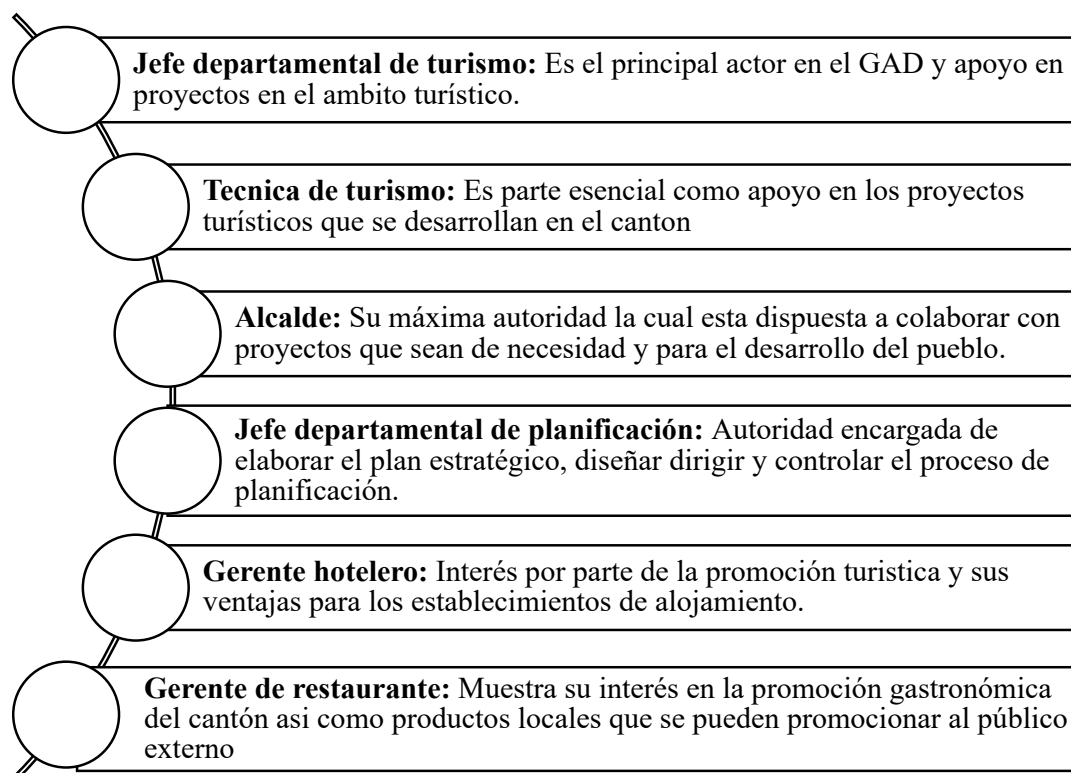 Jefe departamental de turismo: Es el principal actor en el GAD y apoyo en
proyectos en el ambito turístico.
Tecnica de turismo: Es parte esencial como apoyo en los proyectos
turísticos que se desarrollan en el canton
Alcalde: Su máxima autoridad la cual esta dispuesta a colaborar con
proyectos que sean de necesidad y para el desarrollo del pueblo.
Jefe departamental de planificación: Autoridad encargada de
elaborar el plan estratégico, diseñar dirigir y controlar el proceso de
planificación.
Gerente hotelero: Interés por parte de la promoción turistica y sus
ventajas para los establecimientos de alojamiento.
Gerente de restaurante: Muestra su interés en la promoción gastronómica
del cantón asi como productos locales que se pueden promocionar al público
externo